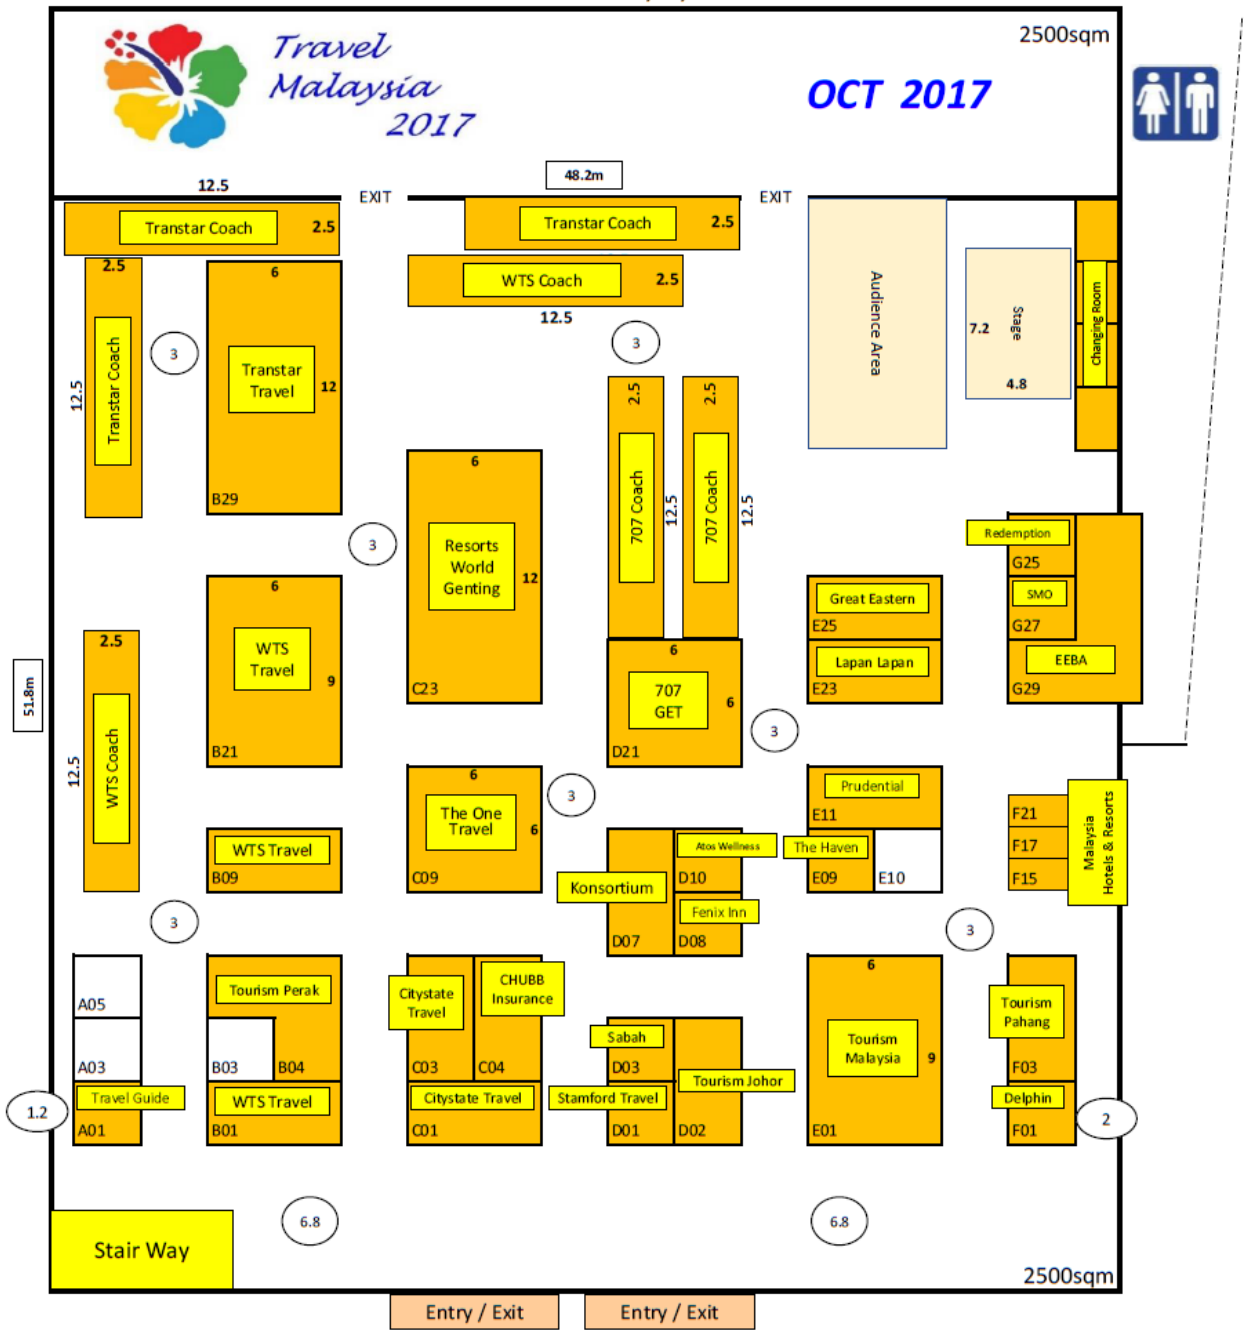 2500sqm
Travel
Malaysia
2017
OCT 2017
12.5
EXIT
48.2m
EXIT
Transtar Coach
2.5
Transtar Coach
2.5
WTS Coach
2.5
12.5
2.5
Transtar Coach
12.5
3
6
Transtar
Travel
12
B29
3
Audience Area
Stage
7.2
4.8
Changing Room
2.5
707 Coach
12.5
2.5
707 Coach
12.5
6
Resorts
World
Genting
12
C23
3
Redemption
G25
SMO
G27
EEBA
G29
Great Eastern
E25
Lapan Lapan
E23
6
WTS
Travel
9
B21
2.5
WTS Coach
12.5
51.8m
6
707
GET
6
D21
3
6
The One
Travel
6
C09
3
Prudential
E11
The Haven
E09
E10
F21
F17
F15
Malaysia
Hotels & Resorts
WTS Travel
B09
Konsortium
D07
Atos Wellness
D10
Fenix Inn
D08
3
3
A05
A03
Travel Guide
A01
Tourism Perak
B03
B04
WTS Travel
B01
Citystate
Travel
C03
CHUBB
Insurance
C04
Citystate Travel
C01
Sabah
D03
Stamford Travel
D01
Tourism Johor
D02
6
Tourism
Malaysia
9
E01
Tourism
Pahang
F03
Delphin
F01
1.2
2
6.8
6.8
Stair Way
2500sqm
Entry / Exit
Entry / Exit